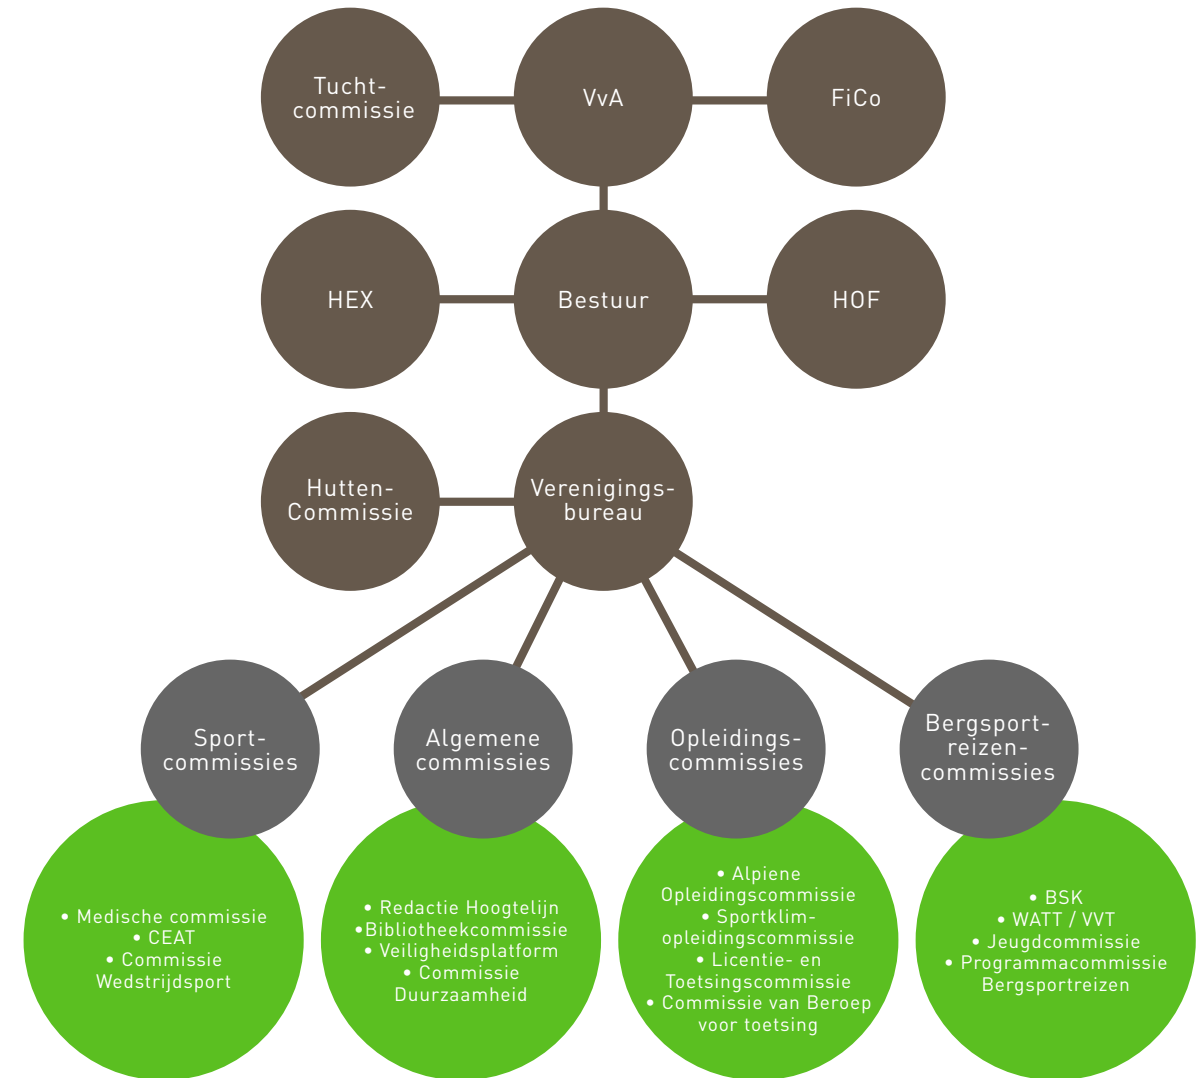 Tucht-
commissie
VvA
FiCo
HEX
Bestuur
HOF
Hutten-
Commissie
Verenigings-
bureau
Sport-
commissies
Algemene
commissies
Opleidings-
commissies
Bergsport-
reizen-
commissies
• Medische commissie
• CEAT
• Commissie
Wedstrijdsport
• Redactie Hoogtelijn
•Bibliotheekcommissie
• Veiligheidsplatform
• Commissie
Duurzaamheid
• Alpiene
Opleidingscommissie
• Sportklim-
opleidingscommissie
• Licentie- en
Toetsingscommissie
• Commissie van Beroep
voor toetsing
• BSK
• WATT / VVT
• Jeugdcommissie
• Programmacommissie
Bergsportreizen